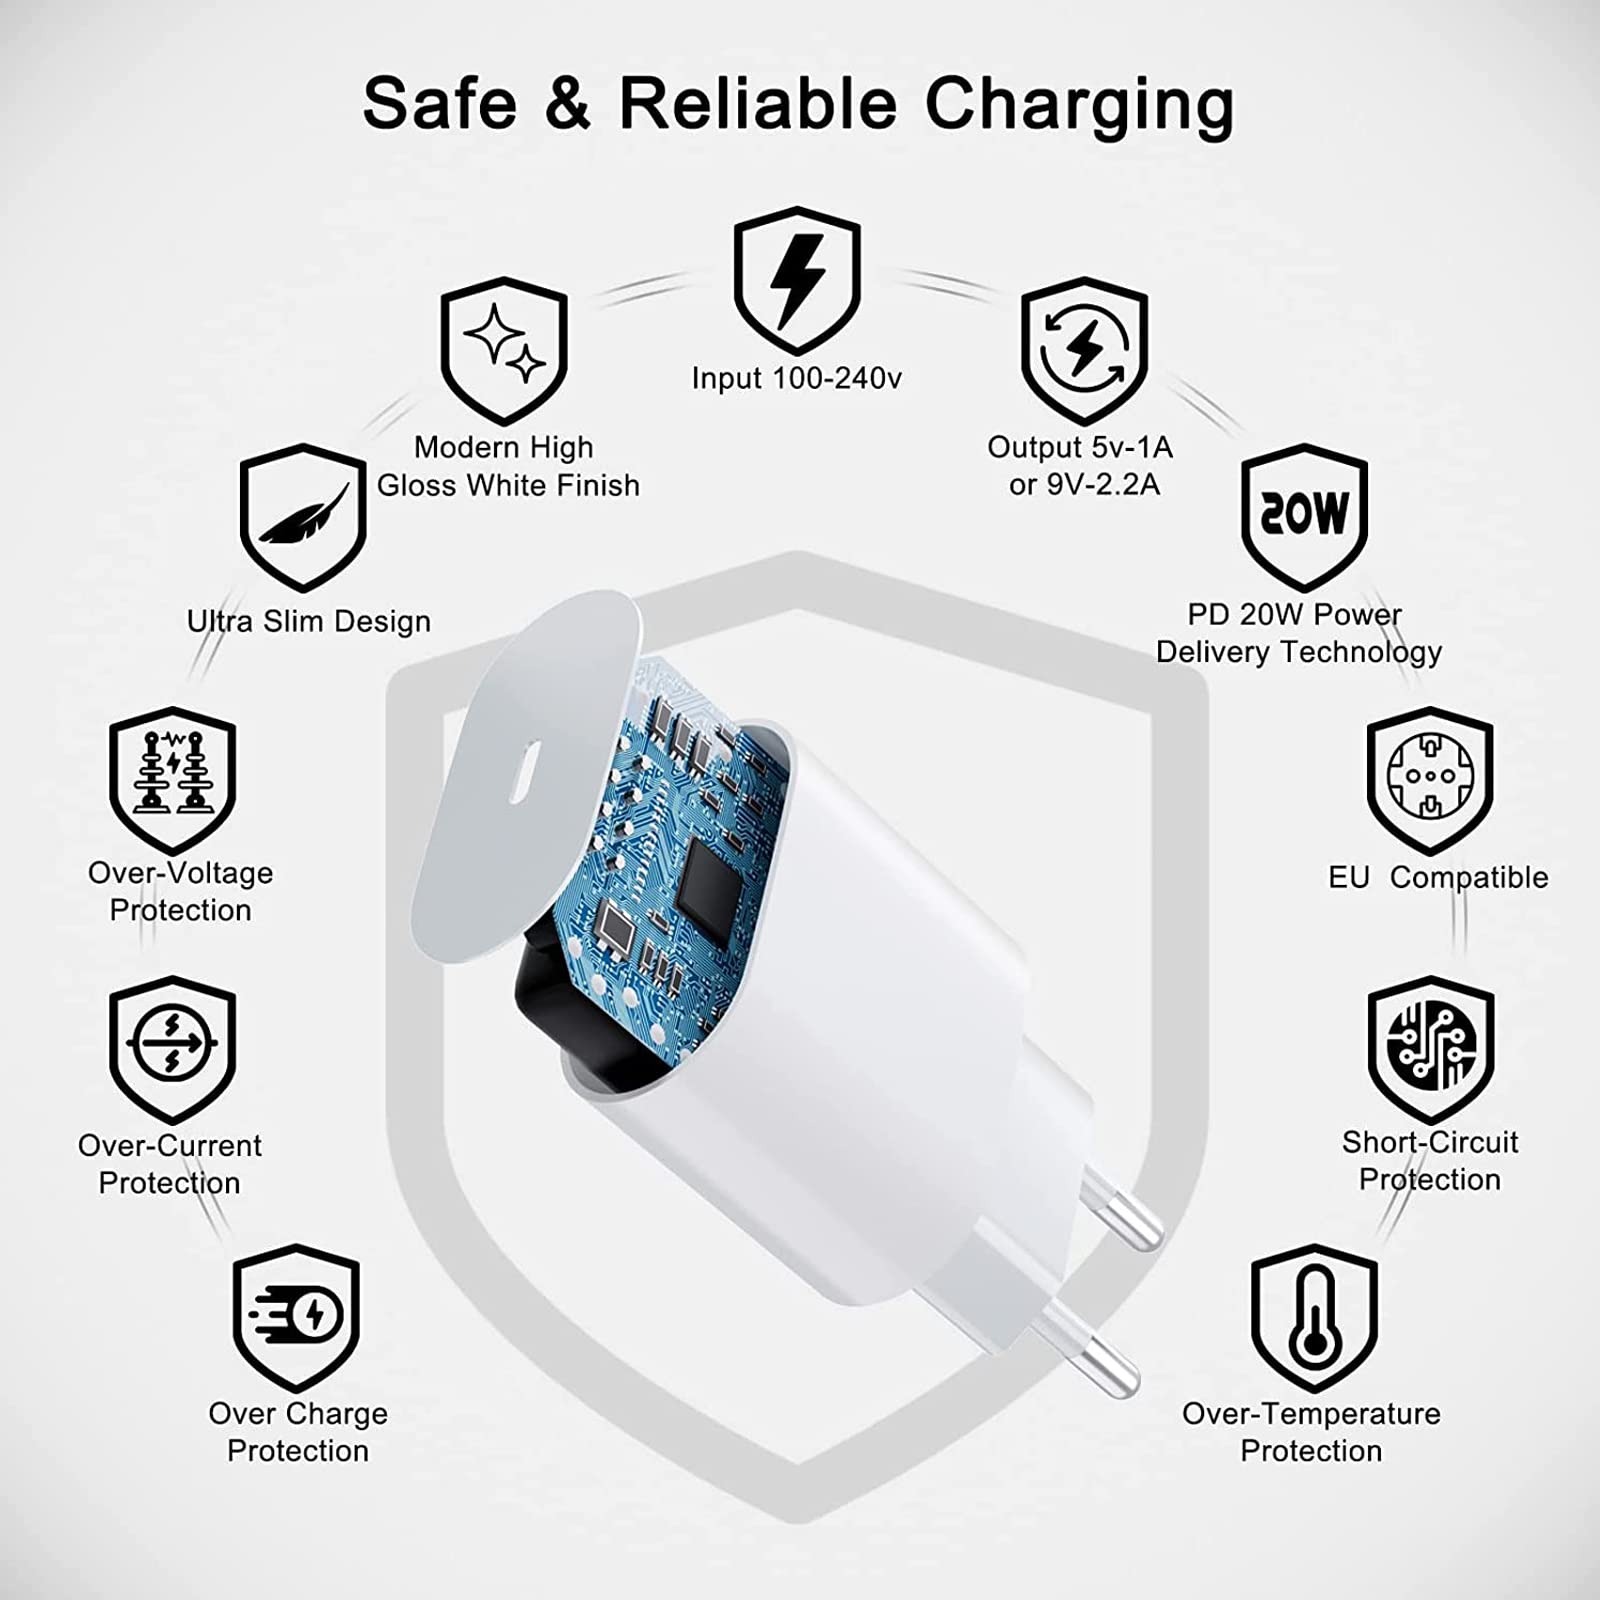 Safe & Reliable Charging
Input 100-240v
Modern High
Gloss White Finish
Output 5v-1A
or 9V-2.2A
Ultra Slim Design
20W
PD 20W Power
Delivery Technology
Over-Voltage
Protection
EU Compatible
Over-Current
Protection
Short-Circuit
Protection
Over Charge
Protection
Over-Temperature
Protection